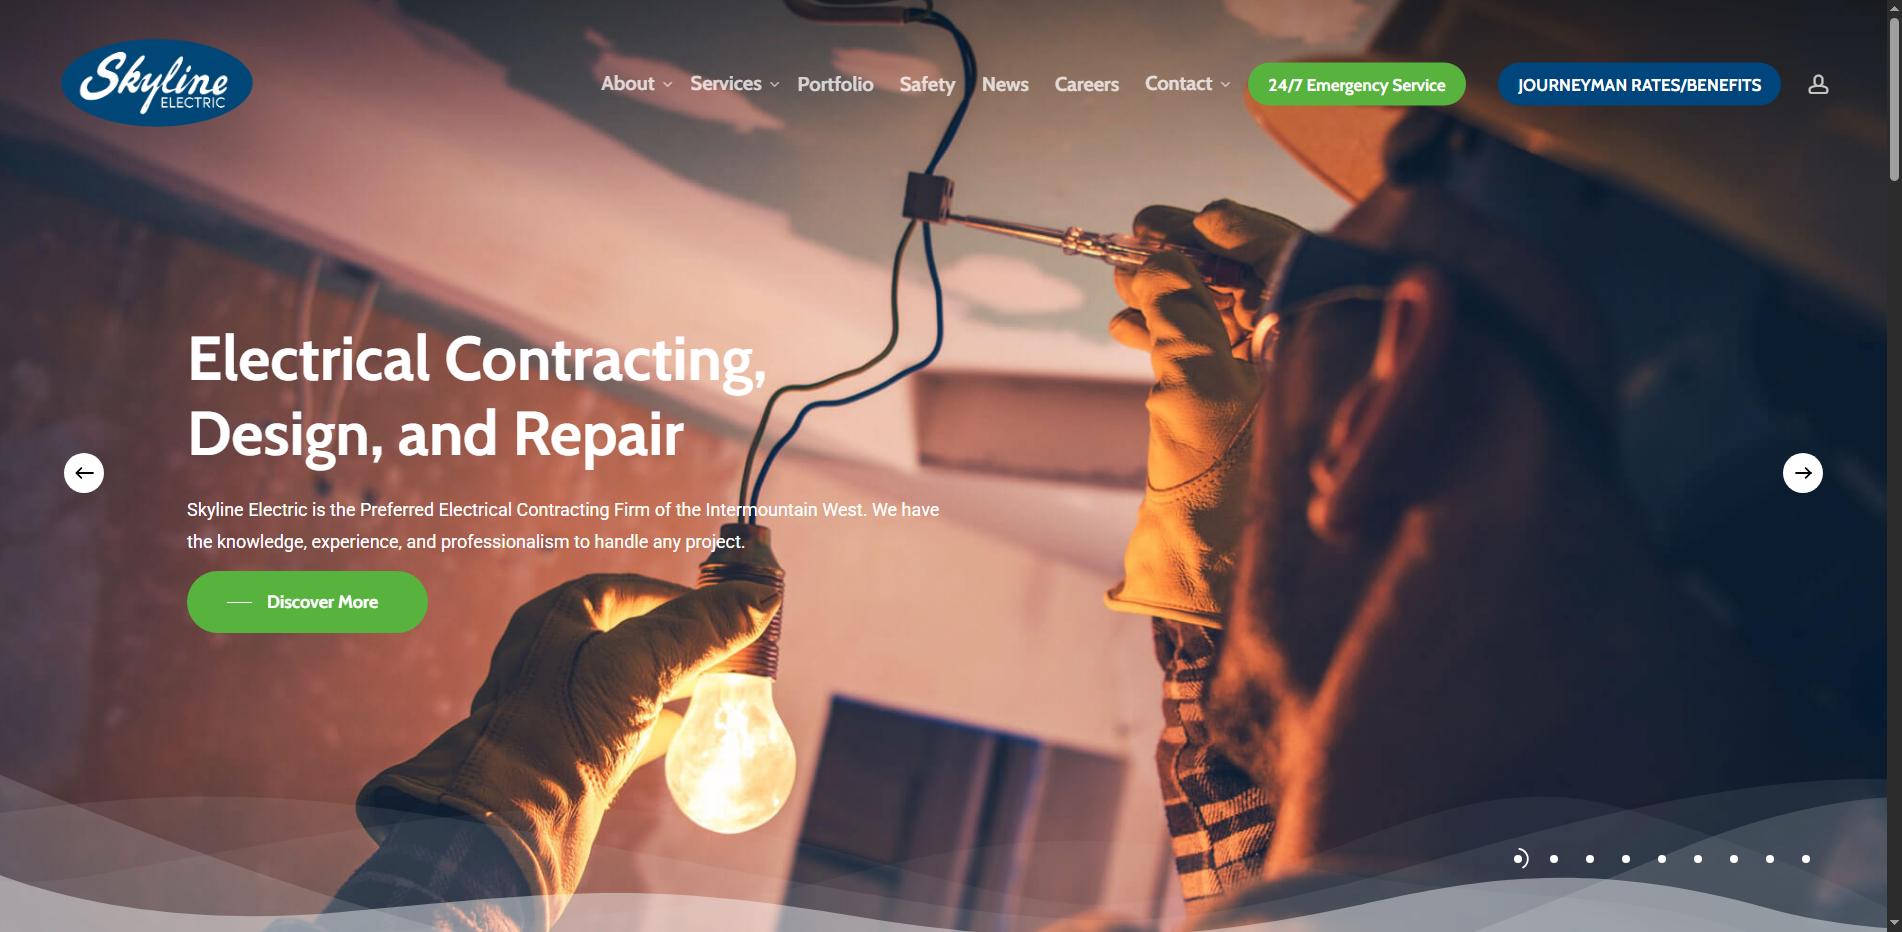 Skyline
ELECTRIC
About
Services
Portfolio
Safety
News
Careers
Contact
24/7 Emergency Service
JOURNEYMAN RATES/BENEFITS
Electrical Contracting,
Design, and Repair
Skyline Electric is the Preferred Electrical Contracting Firm of the Intermountain West. We have
the knowledge, experience, and professionalism to handle any project.
Discover More